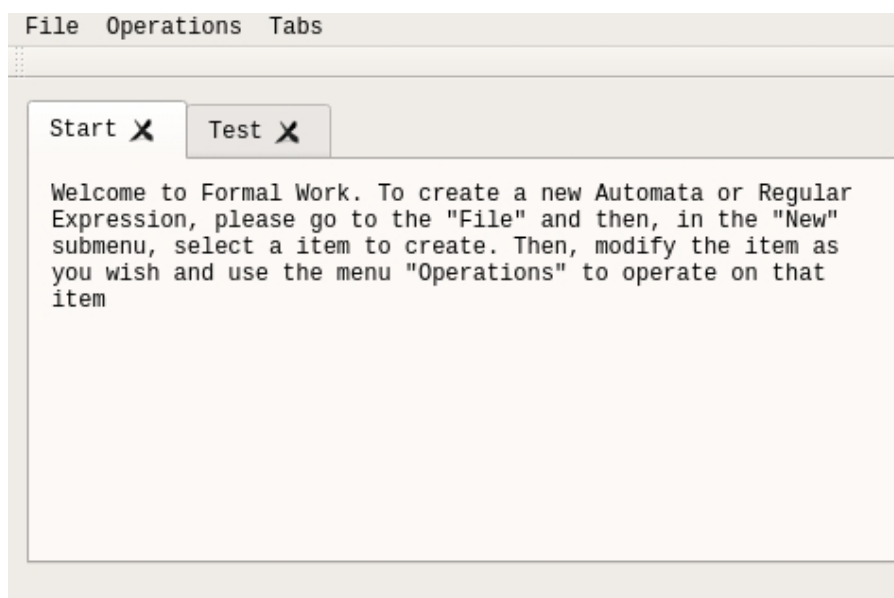 File Operations Tabs
Start Test
Welcome to Formal Work. To create a new Automata or Regular
Expression, please go to the "File" and then, in the "New"
submenu, select a item to create. Then, modify the item as
you wish and use the menu "Operations" to operate on that
item